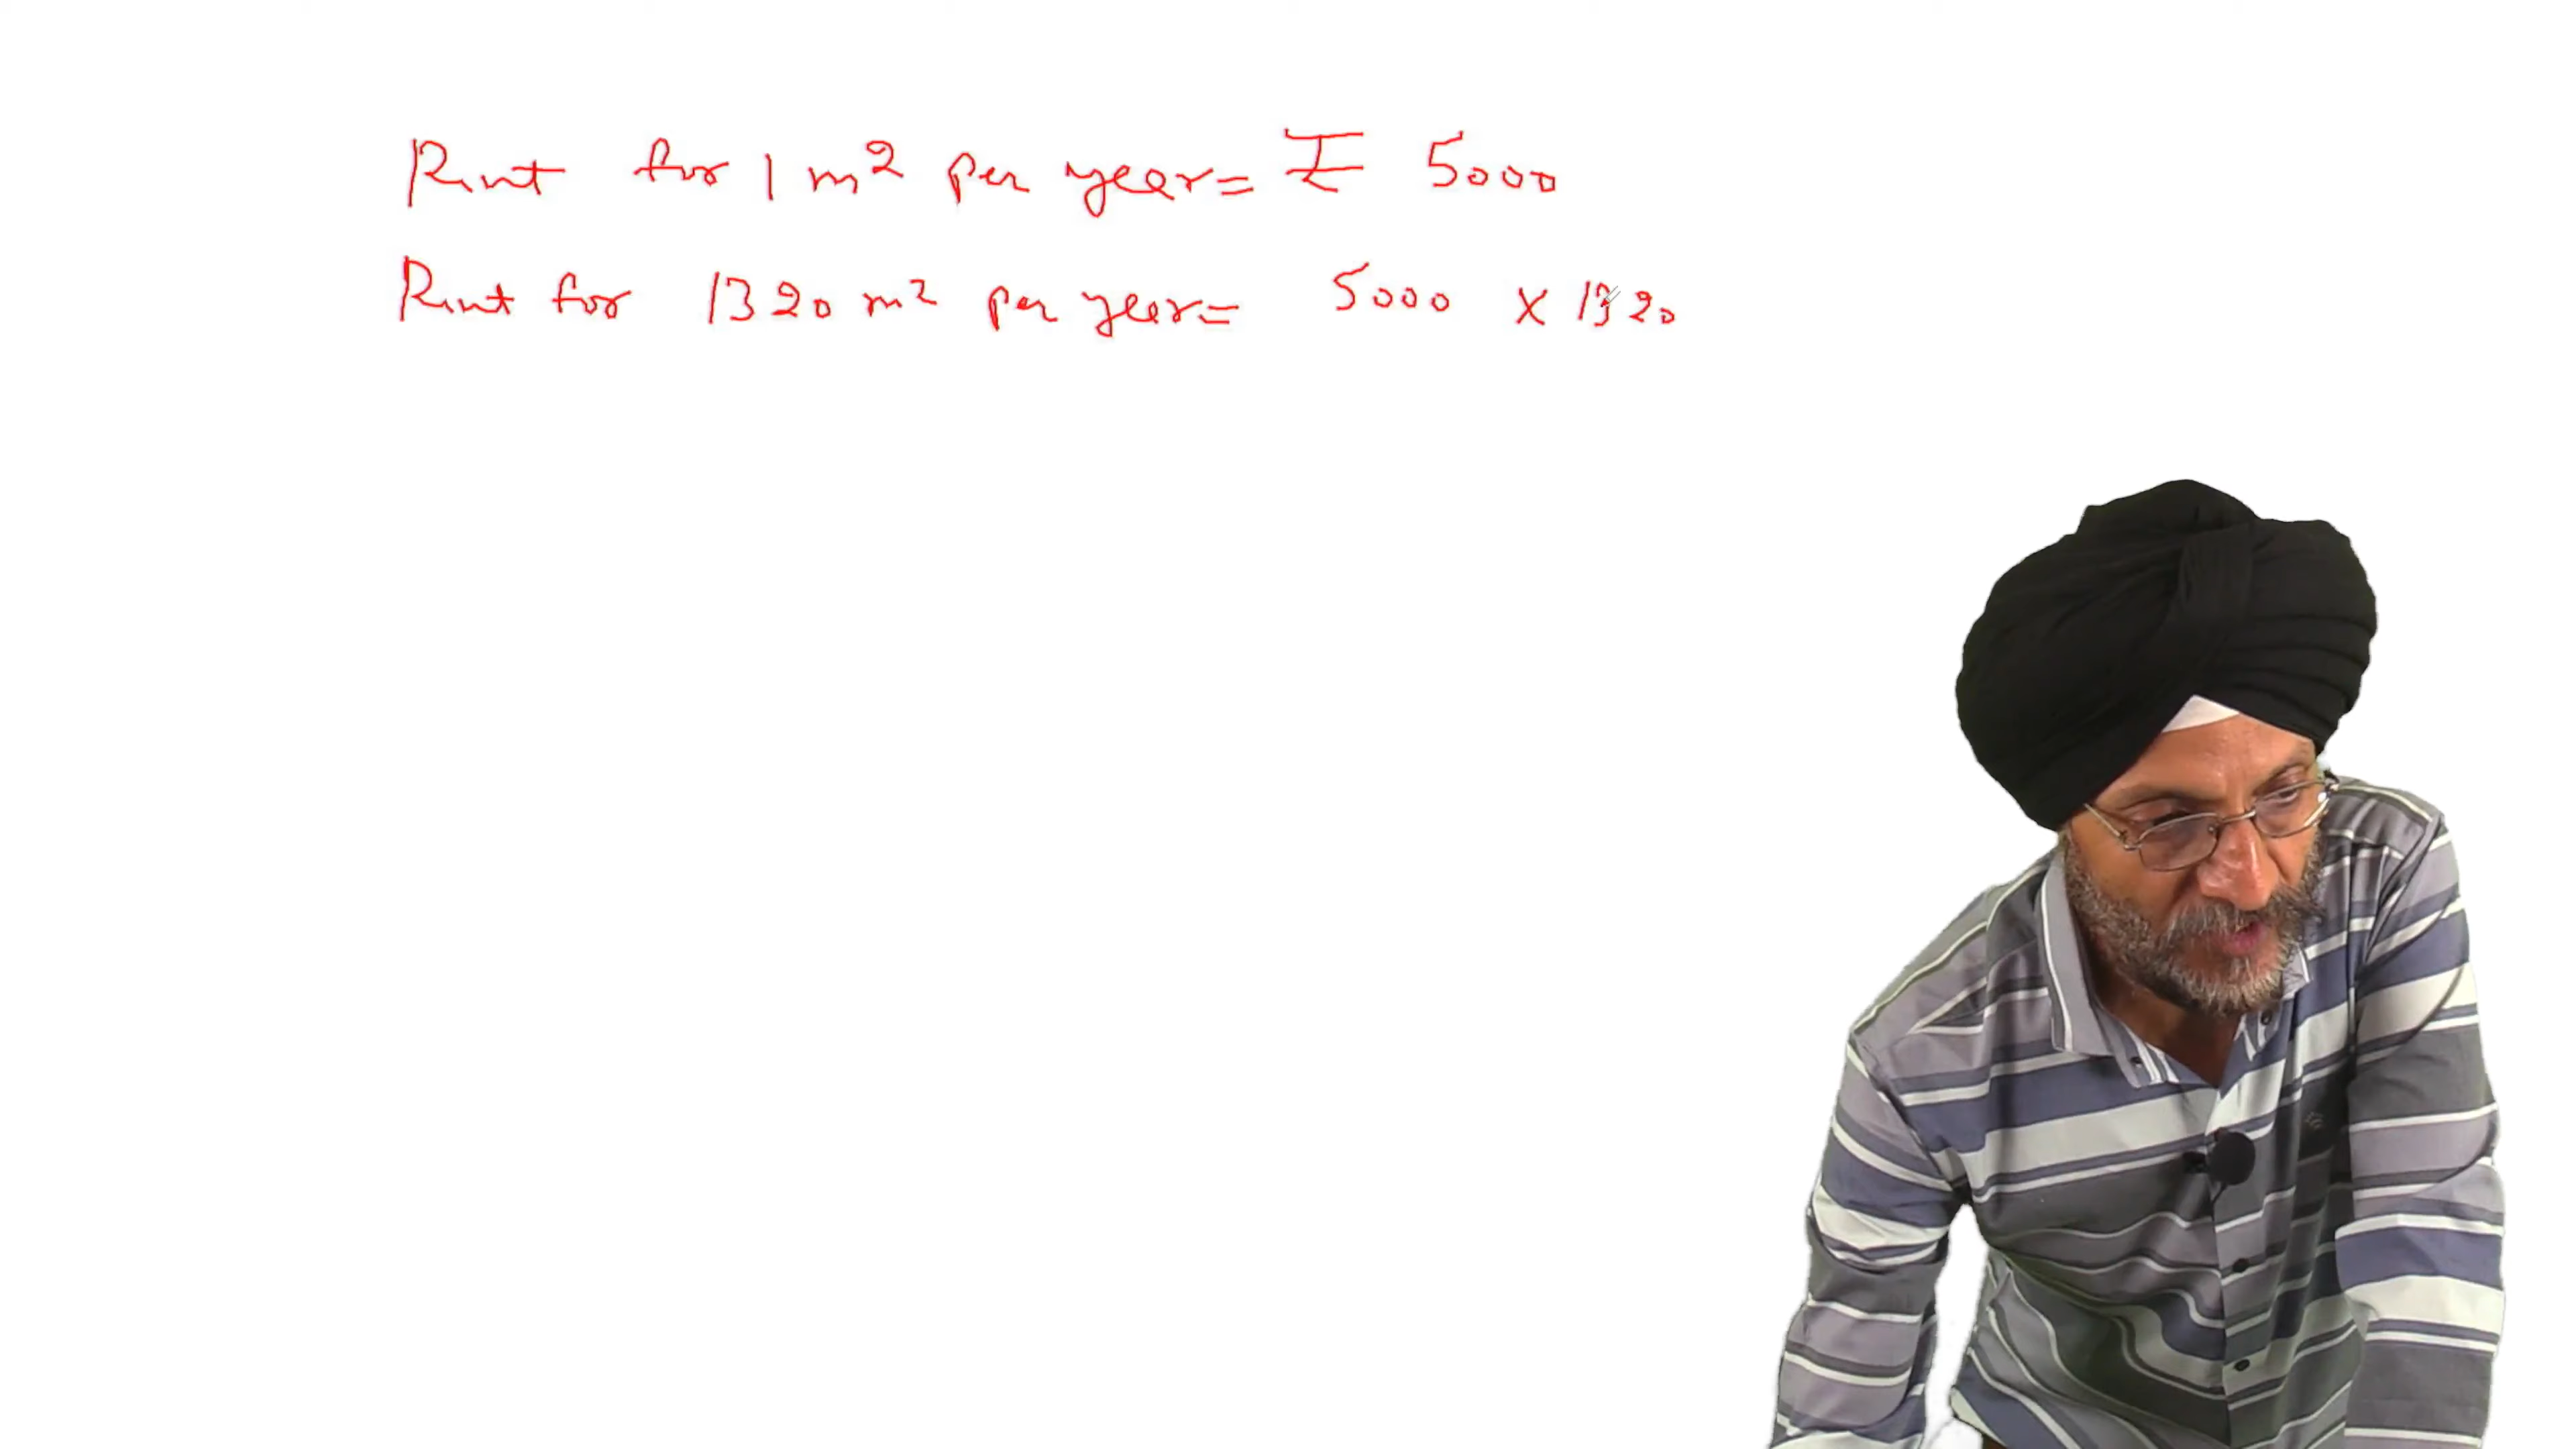 Rent for 1 m² per year = ₹ 5000
Rent for 1320 m² per year = 5000 x 1320